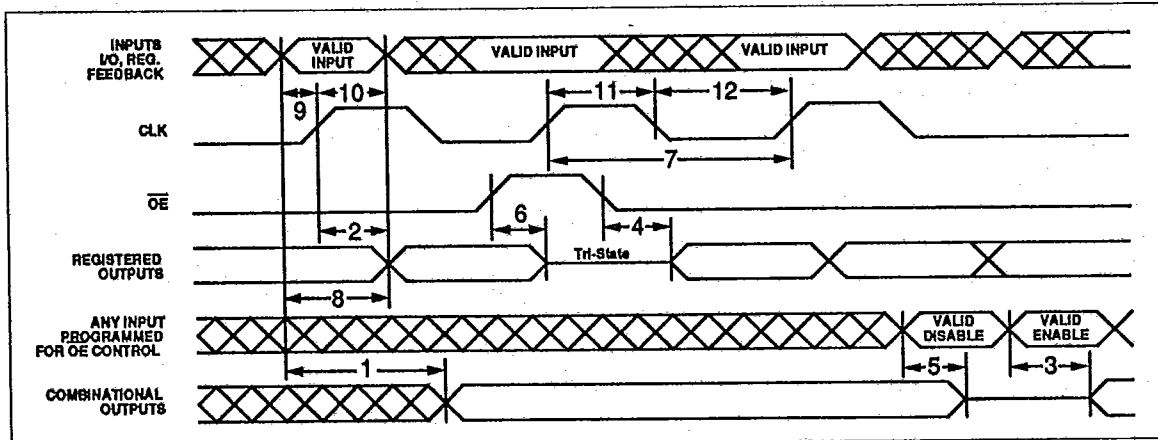 INPUTS
I/O, REG.
FEEDBACK
VALID
INPUT
VALID INPUT
VALID INPUT
9
10
11
12
CLK
7
OE
6
4
2
REGISTERED
OUTPUTS
Tri-State
8
ANY INPUT
PROGRAMMED
FOR OE CONTROL
VALID
DISABLE
VALID
ENABLE
1
5
3
COMBINATIONAL
OUTPUTS